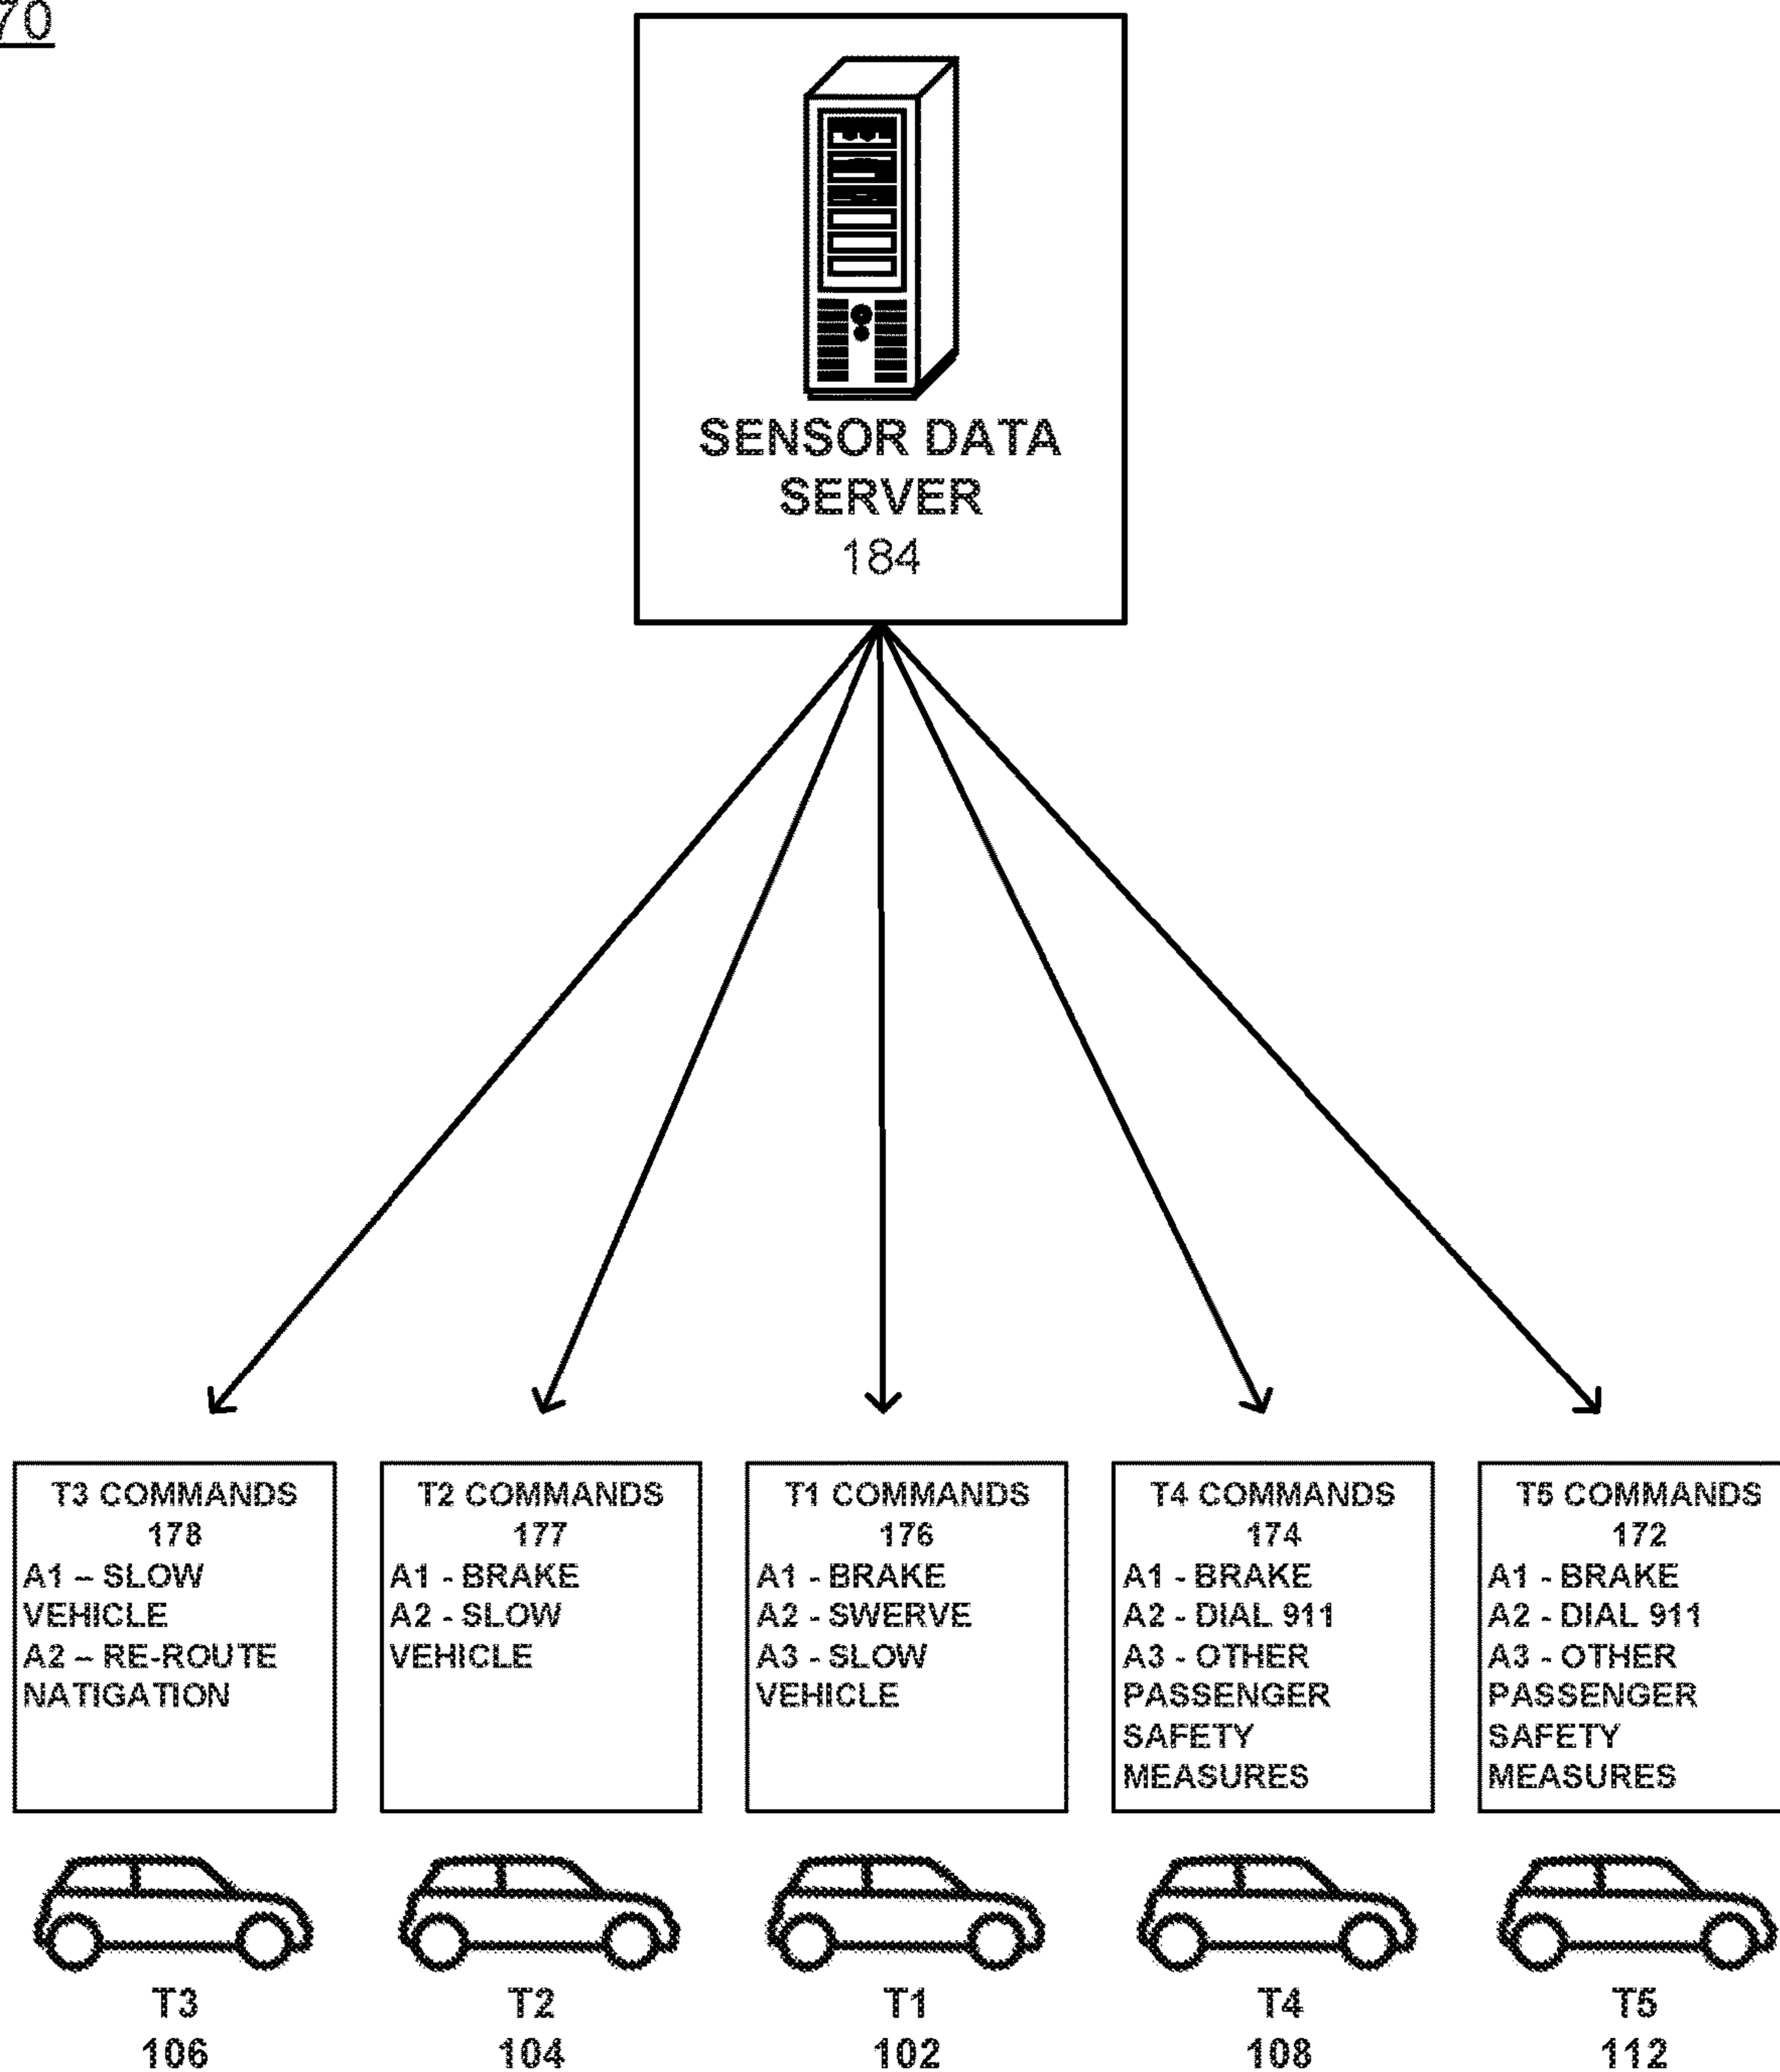 70
SENSOR DATA
SERVER
184
T3 COMMANDS
178
A1 – SLOW
VEHICLE
A2 – RE-ROUTE
NATIGATION
T2 COMMANDS
177
A1 - BRAKE
A2 - SLOW
VEHICLE
T1 COMMANDS
176
A1 - BRAKE
A2 - SWERVE
A3 - SLOW
VEHICLE
T4 COMMANDS
174
A1 - BRAKE
A2 - DIAL 911
A3 - OTHER
PASSENGER
SAFETY
MEASURES
T5 COMMANDS
172
A1 - BRAKE
A2 - DIAL 911
A3 - OTHER
PASSENGER
SAFETY
MEASURES
T3
106
T2
104
T1
102
T4
108
T5
112